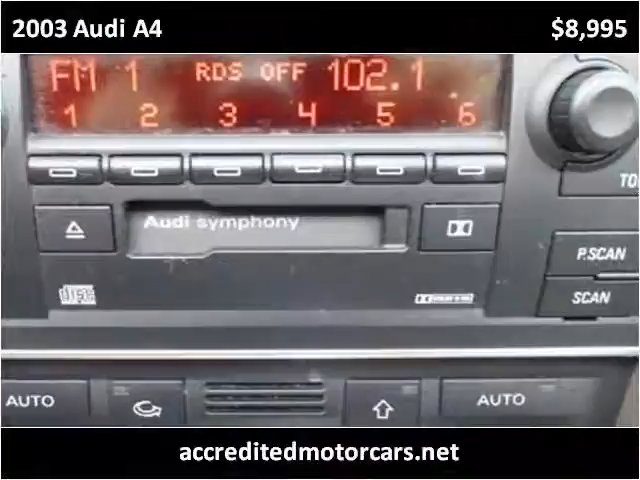 2003 Audi A4 $8,995
FM 1 RDS OFF 102.1
1 2 3 4 5 6
Audi symphony
P.SCAN
disc
SCAN
AUTO AUTO
accreditedmotorcars.net